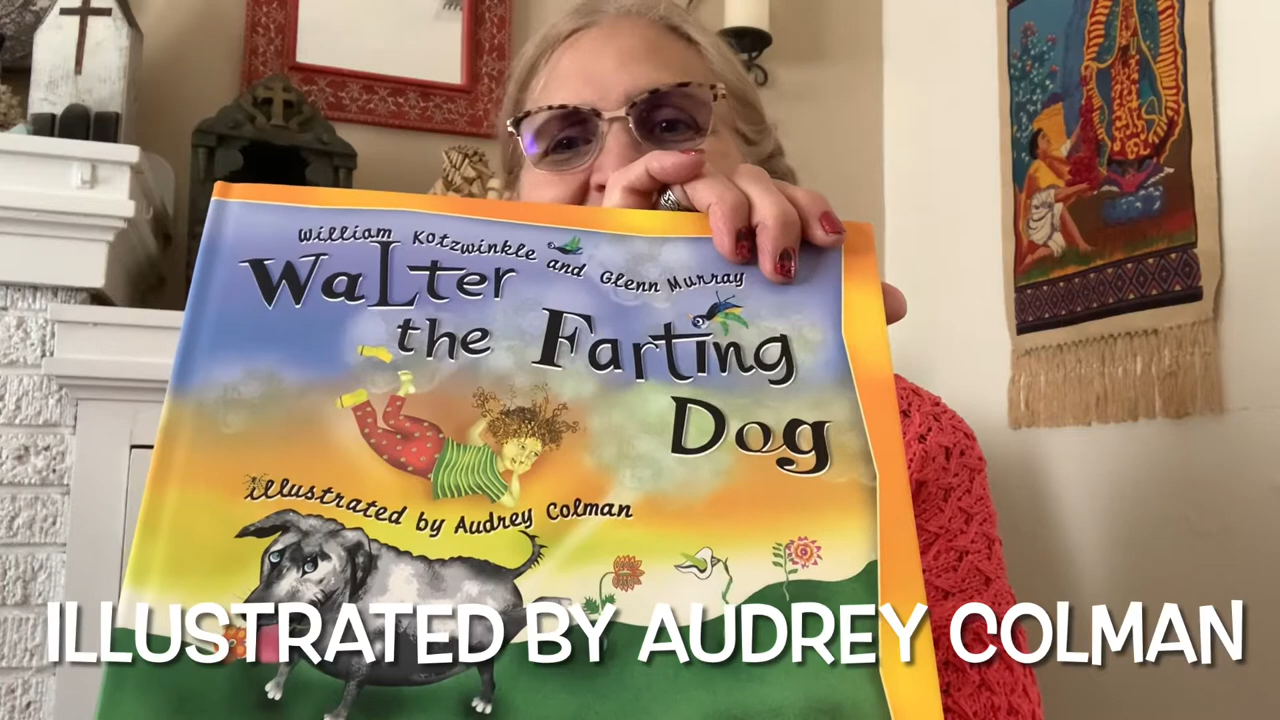 William Kotzwinkle and Glenn Murray
Walter
the Farting
Dog
illustrated by Audrey Colman
ILLUSTRATED BY AUDREY COLMAN